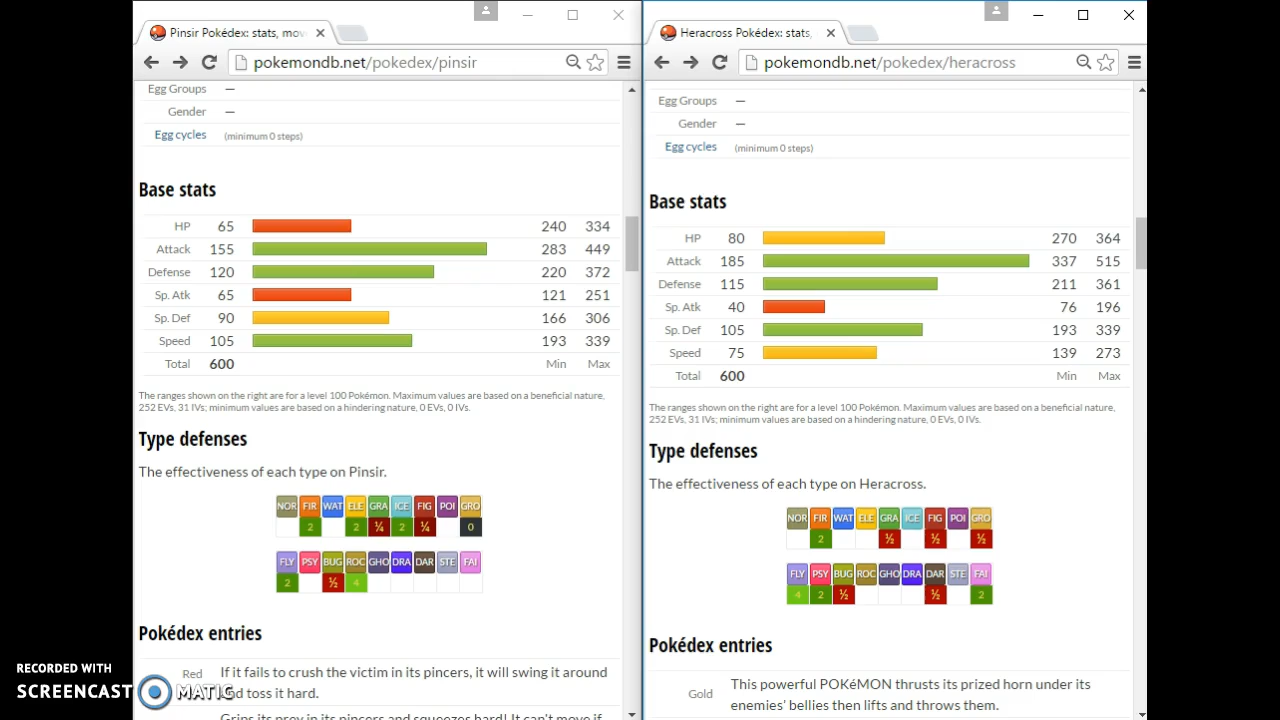 Pinsir Pokédex: stats, mov
pokemondb.net/pokedex/pinsir
Egg Groups —
Gender —
Egg cycles (minimum 0 steps)
Base stats
HP 65 240 334
Attack 155 283 449
Defense 120 220 372
Sp. Atk 65 121 251
Sp. Def 90 166 306
Speed 105 193 339
Total 600 Min Max
The ranges shown on the right are for a level 100 Pokémon. Maximum values are based on a beneficial nature,
252 EVs, 31 IVs; minimum values are based on a hindering nature, 0 EVs, 0 IVs.
Type defenses
The effectiveness of each type on Pinsir.
NOR FIR WAT ELE GRA ICE FIG POI GRO
2 2 ¼ 2 ¼ 0
FLY PSY BUG ROC GHO DRA DAR STE FAI
2 ½ 4
Pokédex entries
Red If it fails to crush the victim in its pincers, it will swing it around
and toss it hard.
Grips its prey in its pincers and squeezes hard! It can't move if
Heracross Pokédex: stats,
pokemondb.net/pokedex/heracross
Egg Groups —
Gender —
Egg cycles (minimum 0 steps)
Base stats
HP 80 270 364
Attack 185 337 515
Defense 115 211 361
Sp. Atk 40 76 196
Sp. Def 105 193 339
Speed 75 139 273
Total 600 Min Max
The ranges shown on the right are for a level 100 Pokémon. Maximum values are based on a beneficial nature,
252 EVs, 31 IVs; minimum values are based on a hindering nature, 0 EVs, 0 IVs.
Type defenses
The effectiveness of each type on Heracross.
NOR FIR WAT ELE GRA ICE FIG POI GRO
2 ½ ½ ½
FLY PSY BUG ROC GHO DRA DAR STE FAI
4 2 ½ ½ 2
Pokédex entries
Gold This powerful POKéMON thrusts its prized horn under its
enemies' bellies then lifts and throws them.
RECORDED WITH
SCREENCAST MATIC